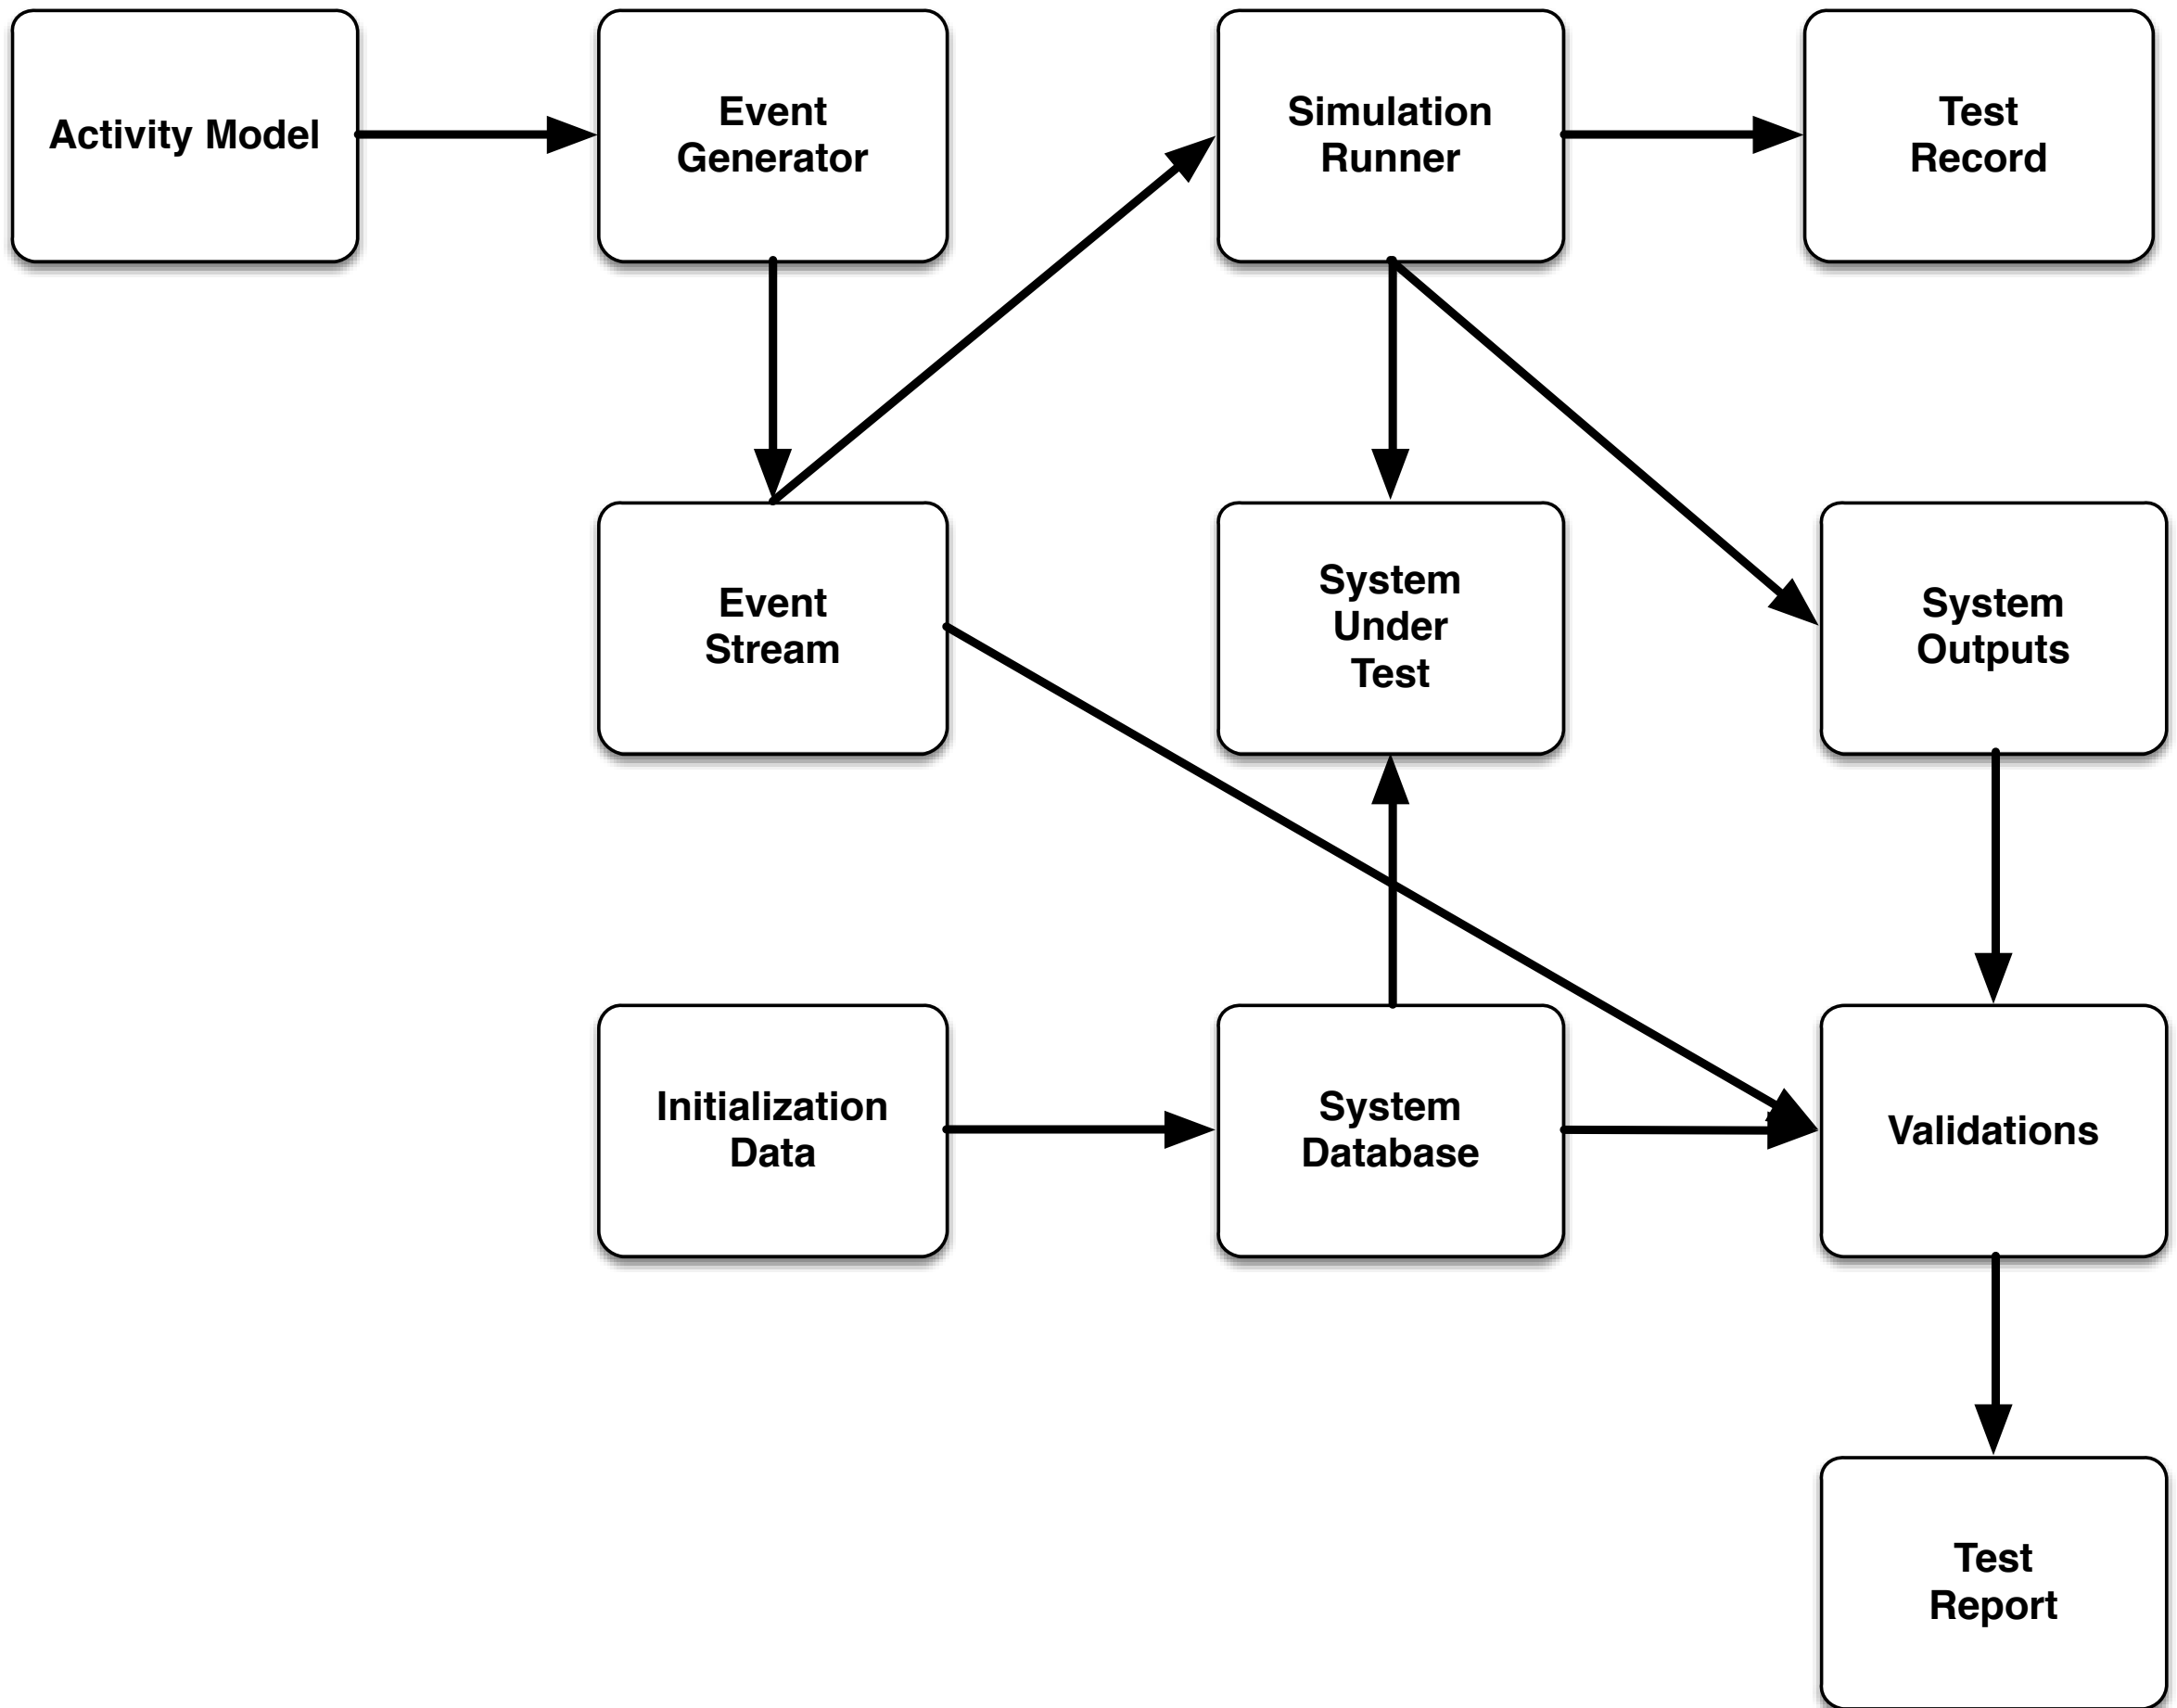 Activity Model
Event
Generator
Simulation
Runner
Test
Record
Event
Stream
System
Under
Test
System
Outputs
Initialization
Data
System
Database
Validations
Test
Report